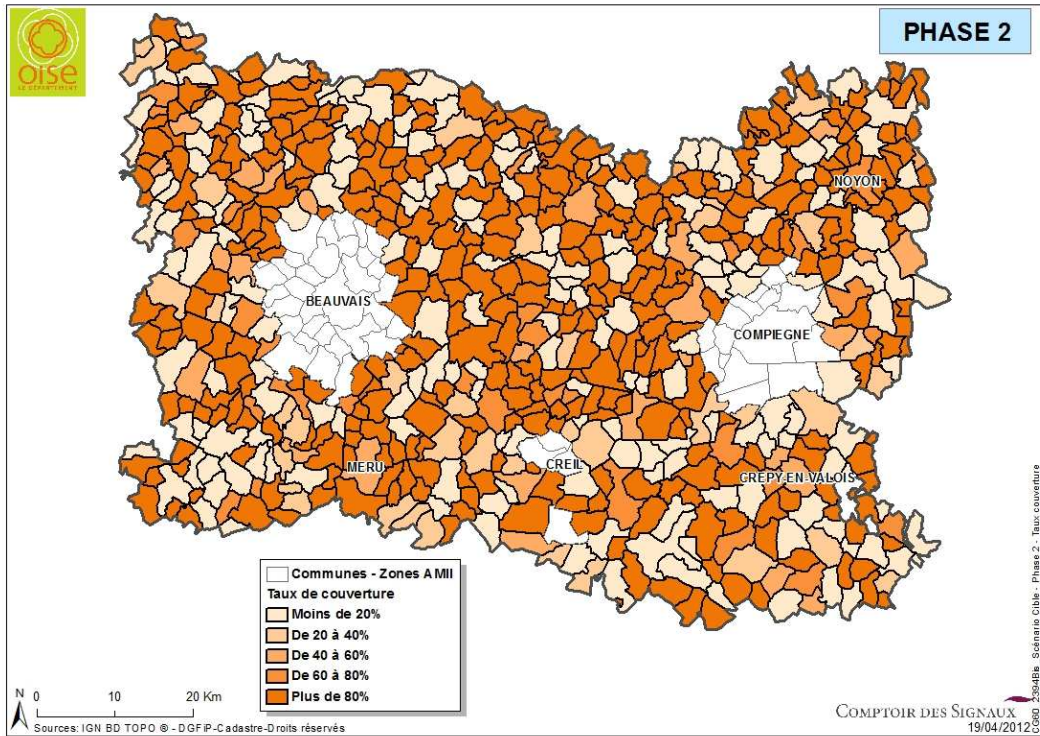 oise
LE DÉPARTEMENT
PHASE 2
NOYON
BEAUVAIS
COMPIEGNE
MERU
CREIL
CREPY-EN-VALOIS
Communes - Zones AMII
Taux de couverture
Moins de 20%
De 20 à 40%
De 40 à 60%
De 60 à 80%
Plus de 80%
N 0 10 20 Km
Sources: IGN BD TOPO ® - DGFiP-Cadastre-Droits réservés
COMPTOIR DES SIGNAUX
19/04/2012
CG60_2394Bis Scénario Cible - Phase 2 - Taux couverture